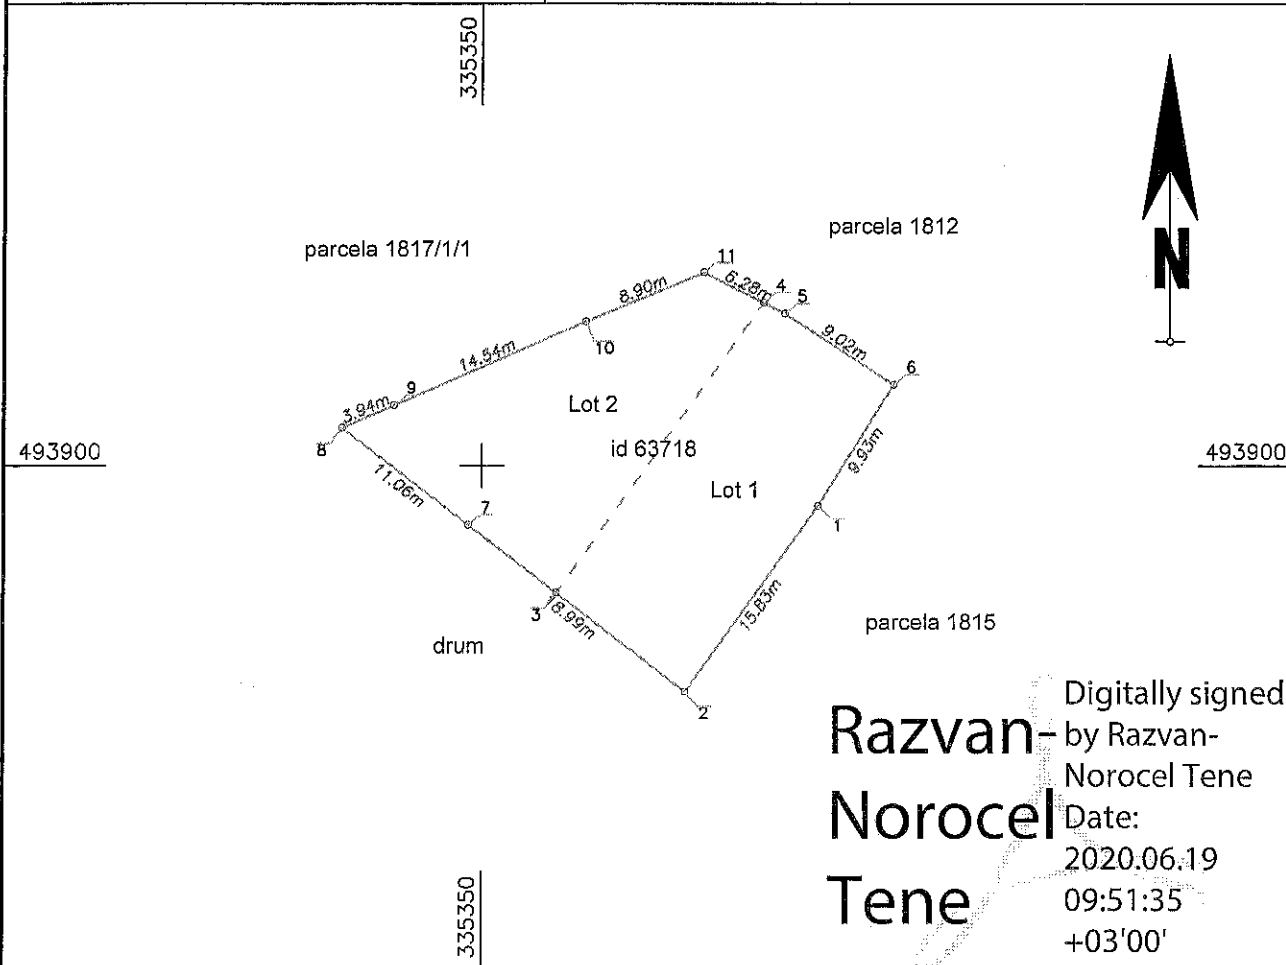 335350
N
parcela 1812
parcela 1817/1/1
11
6.28m
4
5
8.90m
9.02m
10
14.54m
6
9
3.94m
Lot 2
8
493900
id 63718
493900
9.93m
11.06m
Lot 1
7
1
3
8.99m
15.83m
drum
parcela 1815
2
Razvan-
Norocel
Tene
Digitally signed
by Razvan-
Norocel Tene
Date:
2020.06.19
09:51:35
+03'00'
335350